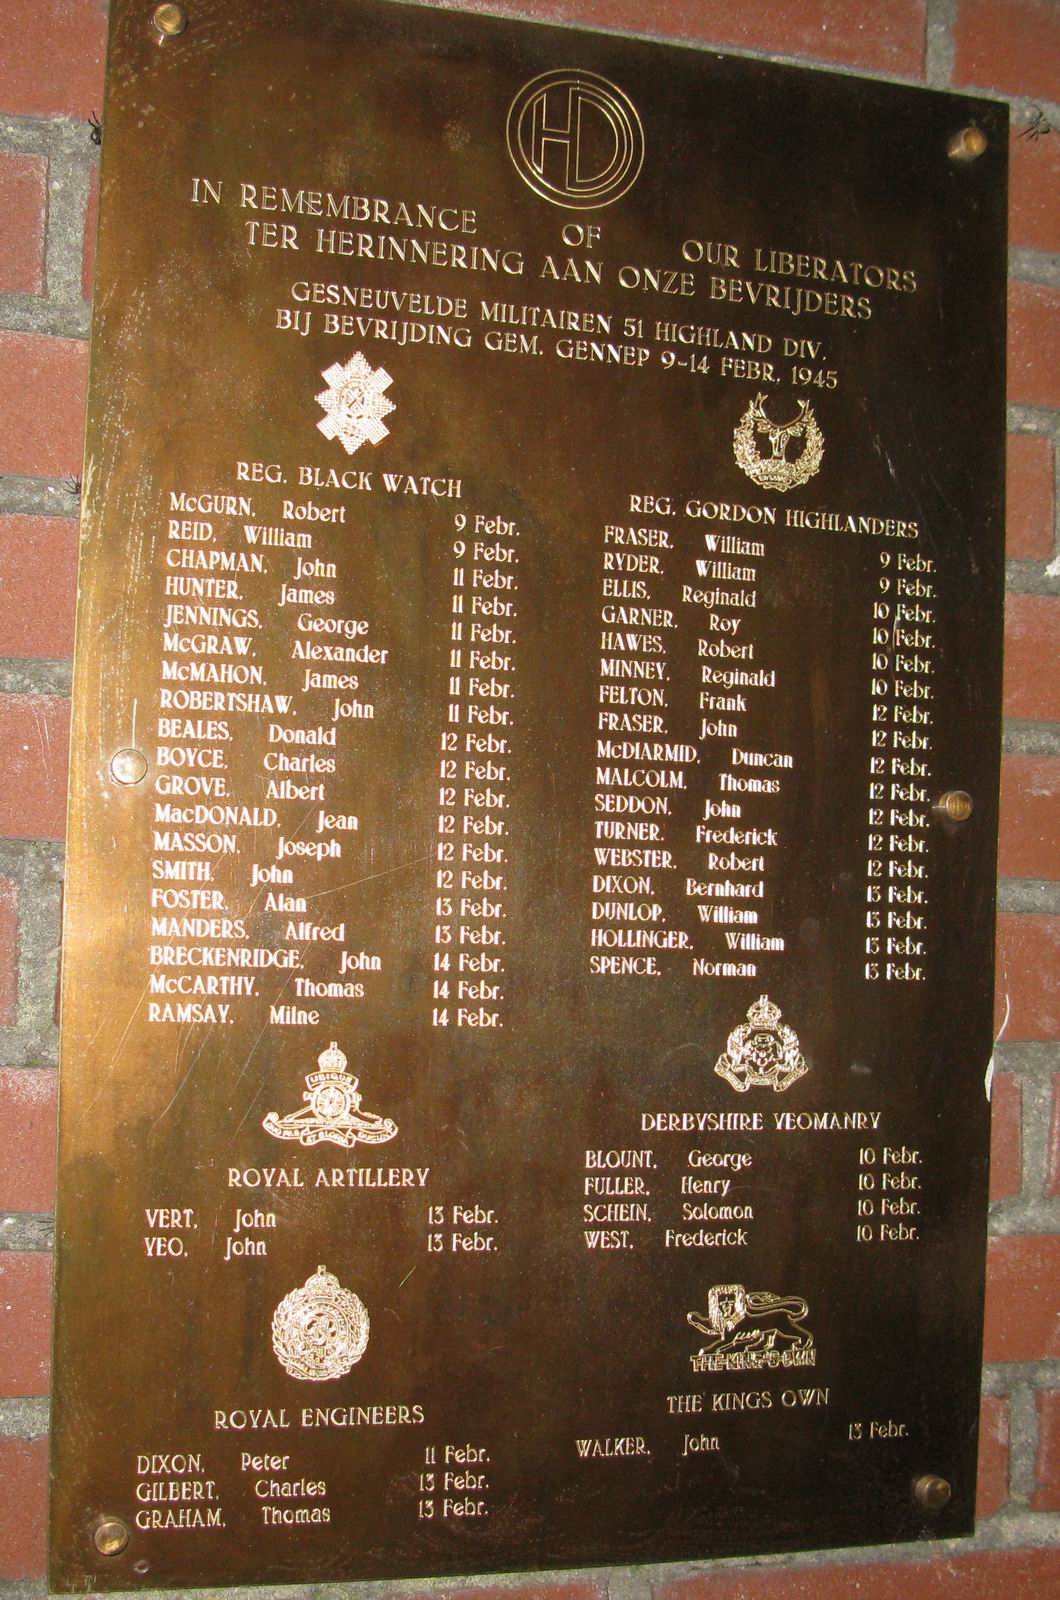 HD
IN REMEMBRANCE OF OUR LIBERATORS
TER HERINNERING AAN ONZE BEVRIJDERS
GESNEUVELDE MILITAIREN 51 HIGHLAND DIV.
BIJ BEVRIJDING GEM. GENNEP 9-14 FEBR. 1945
REG. BLACK WATCH
McGURN, Robert 9 Febr.
REID, William 9 Febr.
CHAPMAN, John 11 Febr.
HUNTER, James 11 Febr.
JENNINGS, George 11 Febr.
McGRAW, Alexander 11 Febr.
McMAHON, James 11 Febr.
ROBERTSHAW, John 11 Febr.
BEALES, Donald 12 Febr.
BOYCE, Charles 12 Febr.
GROVE, Albert 12 Febr.
MacDONALD, Jean 12 Febr.
MASSON, Joseph 12 Febr.
SMITH, John 12 Febr.
FOSTER, Alan 13 Febr.
MANDERS, Alfred 13 Febr.
BRECKENRIDGE, John 14 Febr.
McCARTHY, Thomas 14 Febr.
RAMSAY, Milne 14 Febr.
UBIQUE
ROYAL ARTILLERY
VERT, John 13 Febr.
YEO, John 13 Febr.
ROYAL ENGINEERS
DIXON, Peter 11 Febr.
GILBERT, Charles 13 Febr.
GRAHAM, Thomas 13 Febr.
REG. GORDON HIGHLANDERS
FRASER, William 9 Febr.
RYDER, William 9 Febr.
ELLIS, Reginald 10 Febr.
GARNER, Roy 10 Febr.
HAWES, Robert 10 Febr.
MINNEY, Reginald 10 Febr.
FELTON, Frank 12 Febr.
FRASER, John 12 Febr.
McDIARMID, Duncan 12 Febr.
MALCOLM, Thomas 12 Febr.
SEDDON, John 12 Febr.
TURNER, Frederick 12 Febr.
WEBSTER, Robert 12 Febr.
DIXON, Bernhard 13 Febr.
DUNLOP, William 13 Febr.
HOLLINGER, William 13 Febr.
SPENCE, Norman 13 Febr.
DERBYSHIRE YEOMANRY
BLOUNT, George 10 Febr.
FULLER, Henry 10 Febr.
SCHEIN, Solomon 10 Febr.
WEST, Frederick 10 Febr.
THE KING'S OWN
THE KINGS OWN
WALKER, John 13 Febr.